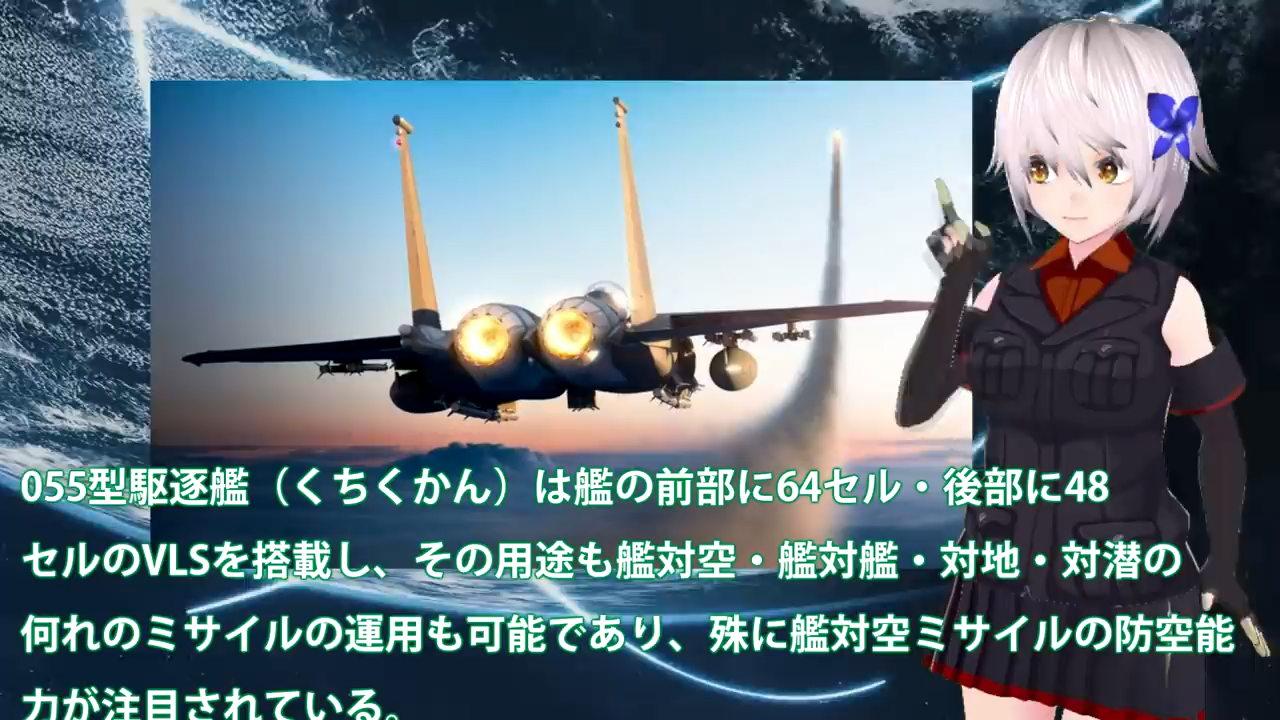 055型駆逐艦（くちくかん）は艦の前部に64セル・後部に48
セルのVLSを搭載し、その用途も艦対空・艦対艦・対地・対潜の
何れのミサイルの運用も可能であり、殊に艦対空ミサイルの防空能
力が注目されている。